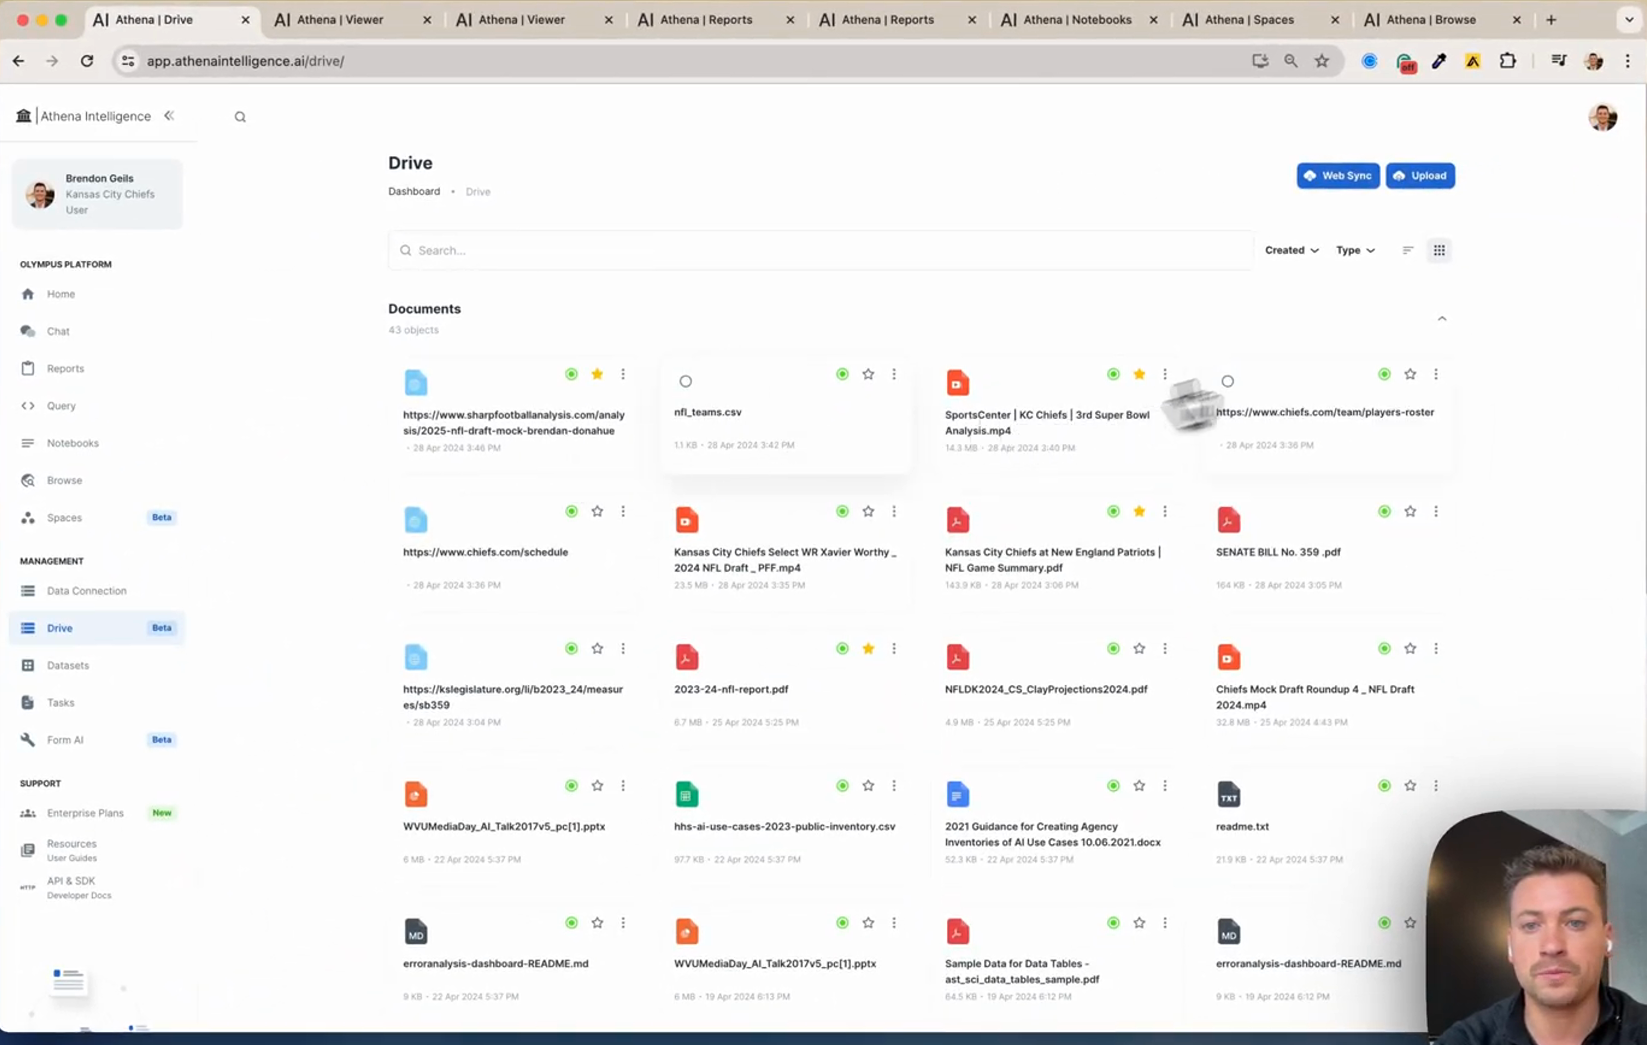 AI Athena | Drive
AI Athena | Viewer
AI Athena | Viewer
AI Athena | Reports
AI Athena | Reports
AI Athena | Notebooks
AI Athena | Spaces
AI Athena | Browse
app.athenaintelligence.ai/drive/
off
Athena Intelligence
Brendon Geils
Kansas City Chiefs
User
OLYMPUS PLATFORM
Home
Chat
Reports
Query
Notebooks
Browse
Spaces Beta
MANAGEMENT
Data Connection
Drive Beta
Datasets
Tasks
Form AI Beta
SUPPORT
Enterprise Plans New
Resources
User Guides
HTTP
API & SDK
Developer Docs
Drive
Dashboard • Drive
Web Sync
Upload
Search...
Created
Type
Documents
43 objects
https://www.sharpfootballanalysis.com/analy
sis/2025-nfl-draft-mock-brendan-donahue
• 28 Apr 2024 3:46 PM
nfl_teams.csv
1.1 KB • 28 Apr 2024 3:42 PM
SportsCenter | KC Chiefs | 3rd Super Bowl
Analysis.mp4
14.3 MB • 28 Apr 2024 3:40 PM
https://www.chiefs.com/team/players-roster
• 28 Apr 2024 3:36 PM
https://www.chiefs.com/schedule
• 28 Apr 2024 3:36 PM
Kansas City Chiefs Select WR Xavier Worthy _
2024 NFL Draft _ PFF.mp4
23.5 MB • 28 Apr 2024 3:35 PM
Kansas City Chiefs at New England Patriots |
NFL Game Summary.pdf
143.9 KB • 28 Apr 2024 3:06 PM
SENATE BILL No. 359 .pdf
164 KB • 28 Apr 2024 3:05 PM
https://kslegislature.org/li/b2023_24/measur
es/sb359
• 28 Apr 2024 3:04 PM
2023-24-nfl-report.pdf
6.7 MB • 25 Apr 2024 5:25 PM
NFLDK2024_CS_ClayProjections2024.pdf
4.9 MB • 25 Apr 2024 5:25 PM
Chiefs Mock Draft Roundup 4 _ NFL Draft
2024.mp4
32.8 MB • 25 Apr 2024 4:43 PM
WVUMediaDay_AI_Talk2017v5_pc[1].pptx
6 MB • 22 Apr 2024 5:37 PM
hhs-ai-use-cases-2023-public-inventory.csv
97.7 KB • 22 Apr 2024 5:37 PM
2021 Guidance for Creating Agency
Inventories of AI Use Cases 10.06.2021.docx
52.3 KB • 22 Apr 2024 5:37 PM
TXT
readme.txt
21.9 KB • 22 Apr 2024 5:37 PM
MD
erroranalysis-dashboard-README.md
9 KB • 22 Apr 2024 5:37 PM
WVUMediaDay_AI_Talk2017v5_pc[1].pptx
6 MB • 19 Apr 2024 6:13 PM
Sample Data for Data Tables -
ast_sci_data_tables_sample.pdf
64.5 KB • 19 Apr 2024 6:12 PM
MD
erroranalysis-dashboard-README.md
9 KB • 19 Apr 2024 6:12 PM